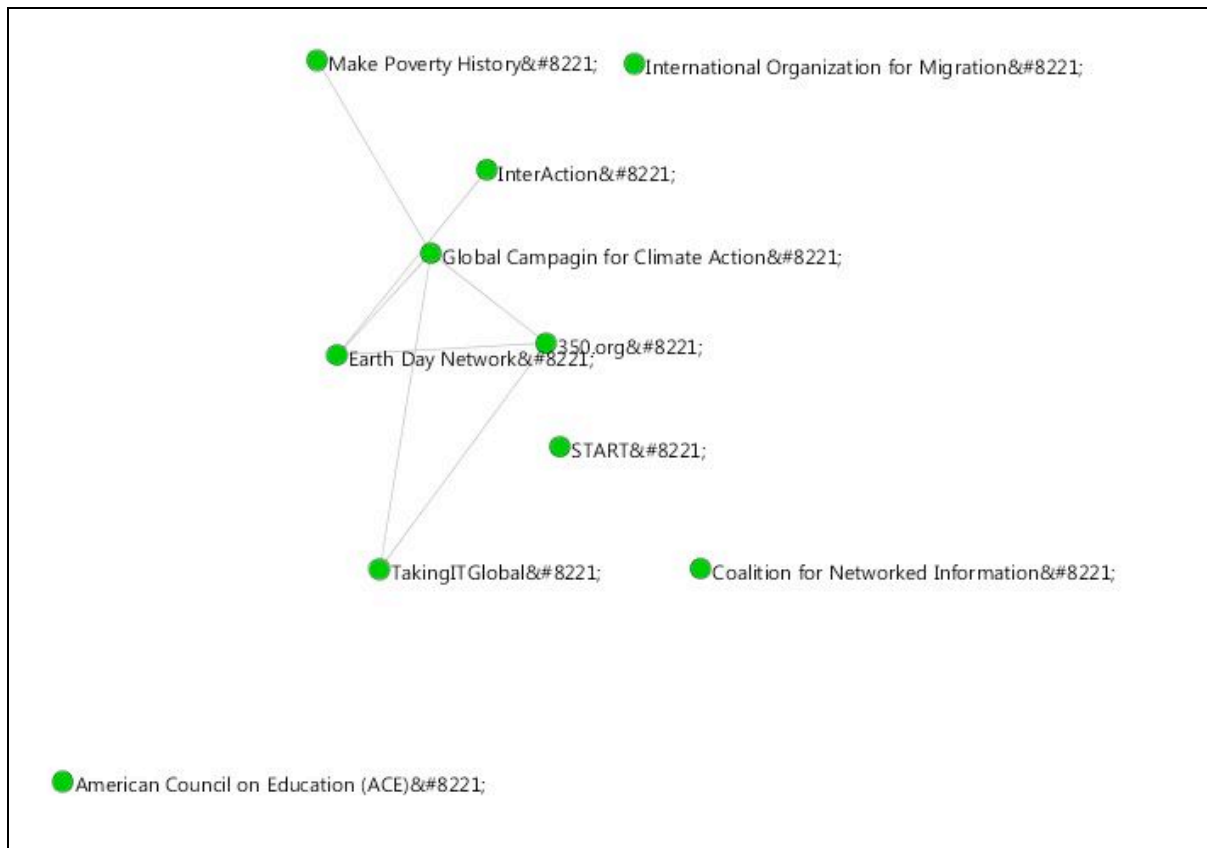 Make Poverty History&#8221;
International Organization for Migration&#8221;
InterAction&#8221;
Global Campagin for Climate Action&#8221;
350.org&#8221;
Earth Day Network&#8221;
START&#8221;
TakingITGlobal&#8221;
Coalition for Networked Information&#8221;
American Council on Education (ACE)&#8221;